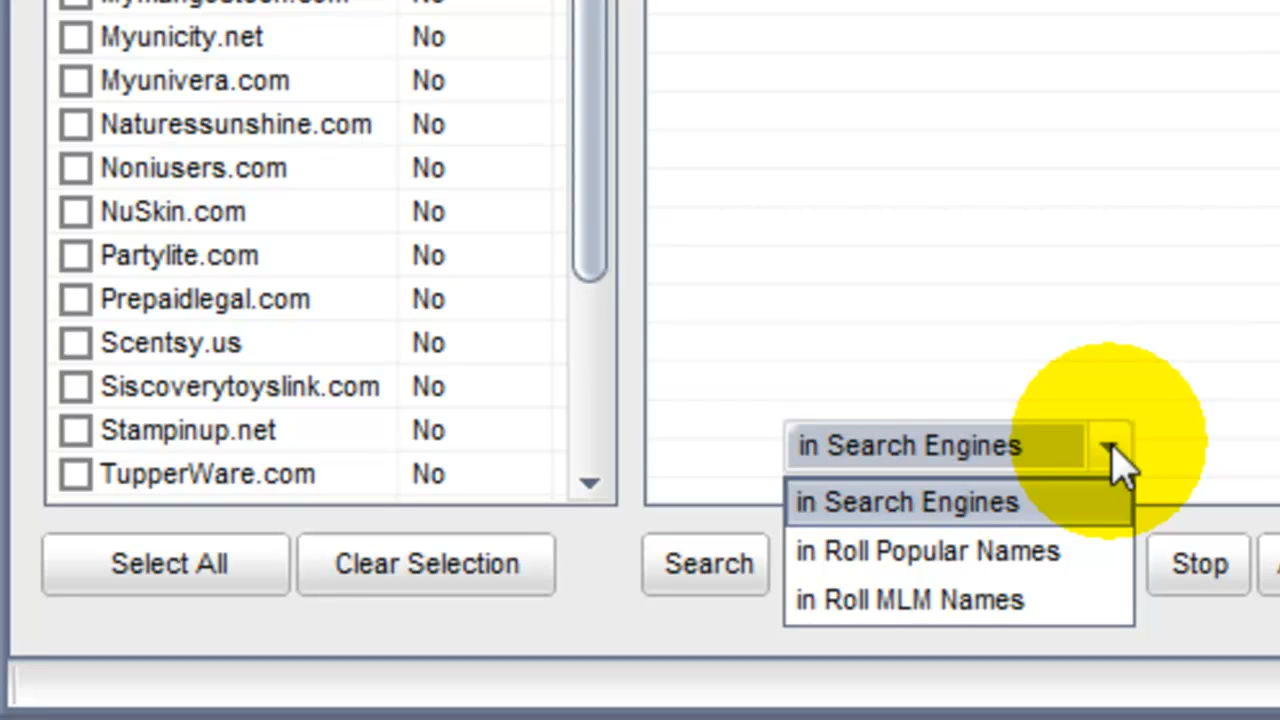 Myunicity.net No
Myunivera.com No
Naturessunshine.com No
Noniusers.com No
NuSkin.com No
Partylite.com No
Prepaidlegal.com No
Scentsy.us No
Siscoverytoyslink.com No
Stampinup.net No
TupperWare.com No
in Search Engines
in Search Engines
in Roll Popular Names
in Roll MLM Names
Select All
Clear Selection
Search
Stop